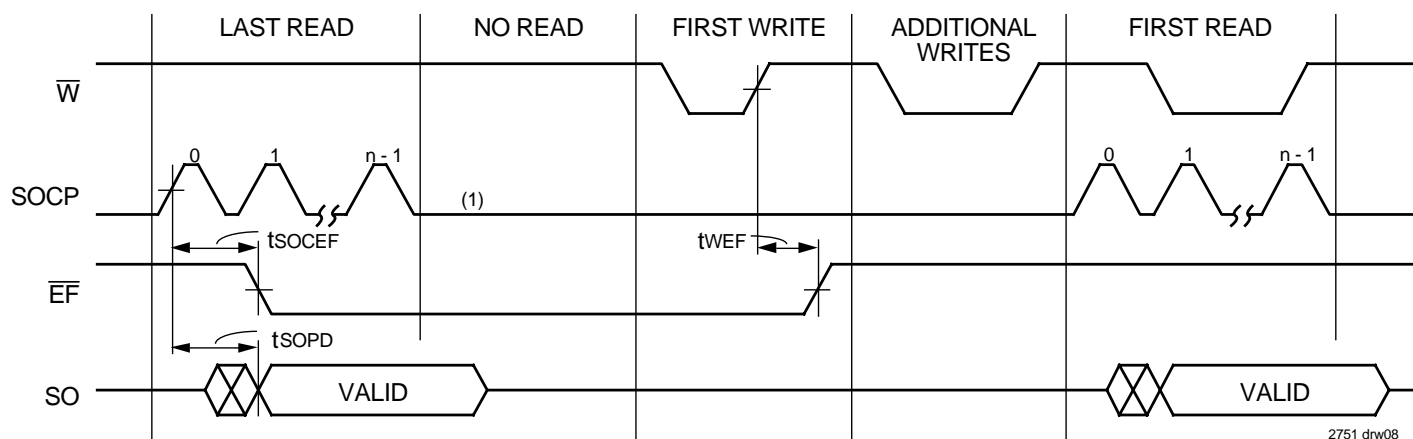 LAST READ NO READ FIRST WRITE ADDITIONAL WRITES FIRST READ
W
0 1 n - 1 0 1 n - 1
SOCP (1)
tSOCEF tWEF
EF
tSOPD
SO VALID VALID
2751 drw08